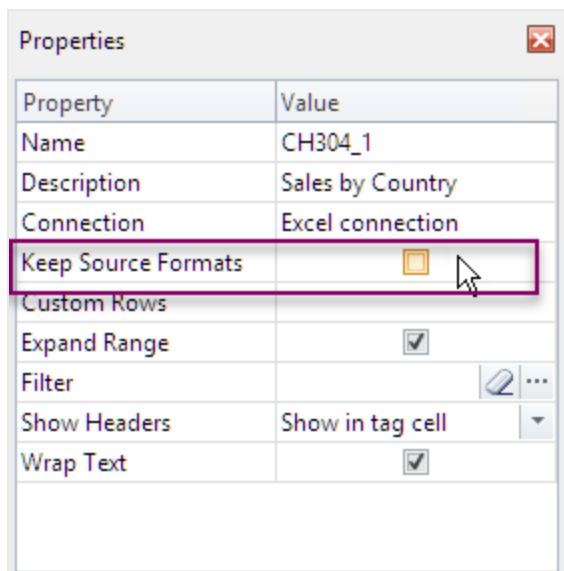 Properties
Property Value
Name CH304_1
Description Sales by Country
Connection Excel connection
Keep Source Formats
Custom Rows
Expand Range
Filter ...
Show Headers Show in tag cell
Wrap Text